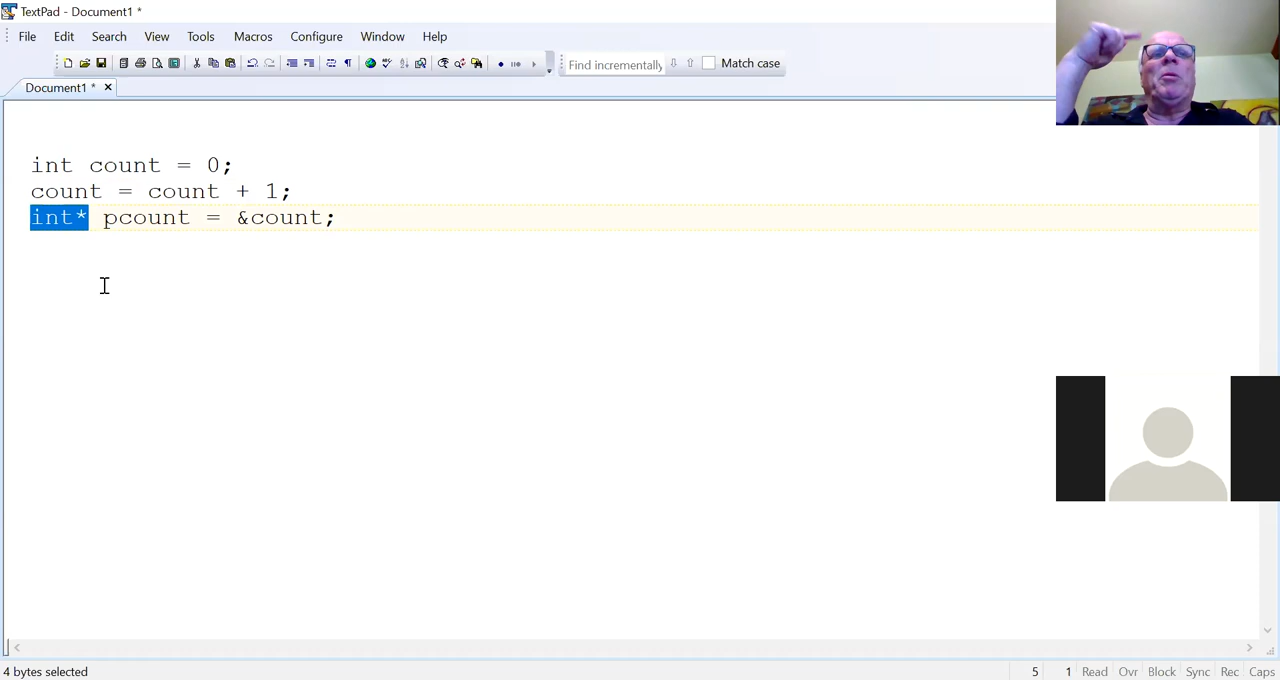 TextPad - Document1 *
File Edit Search View Tools Macros Configure Window Help
Find incrementally Match case
Document1 *
int count = 0;
count = count + 1;
int* pcount = &count;
4 bytes selected 5 1 Read Ovr Block Sync Rec Caps